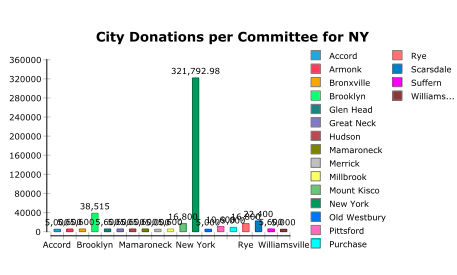 City Donations per Committee for NY
360000
320000
280000
240000
200000
160000
120000
80000
40000
0
321,792.98
38,515
16,800
22,400
Accord
Brooklyn
Mamaroneck
New York
Rye
Williamsville
Accord
Armonk
Bronxville
Brooklyn
Glen Head
Great Neck
Hudson
Mamaroneck
Merrick
Millbrook
Mount Kisco
New York
Old Westbury
Pittsford
Purchase
Rye
Scarsdale
Suffern
Williams...